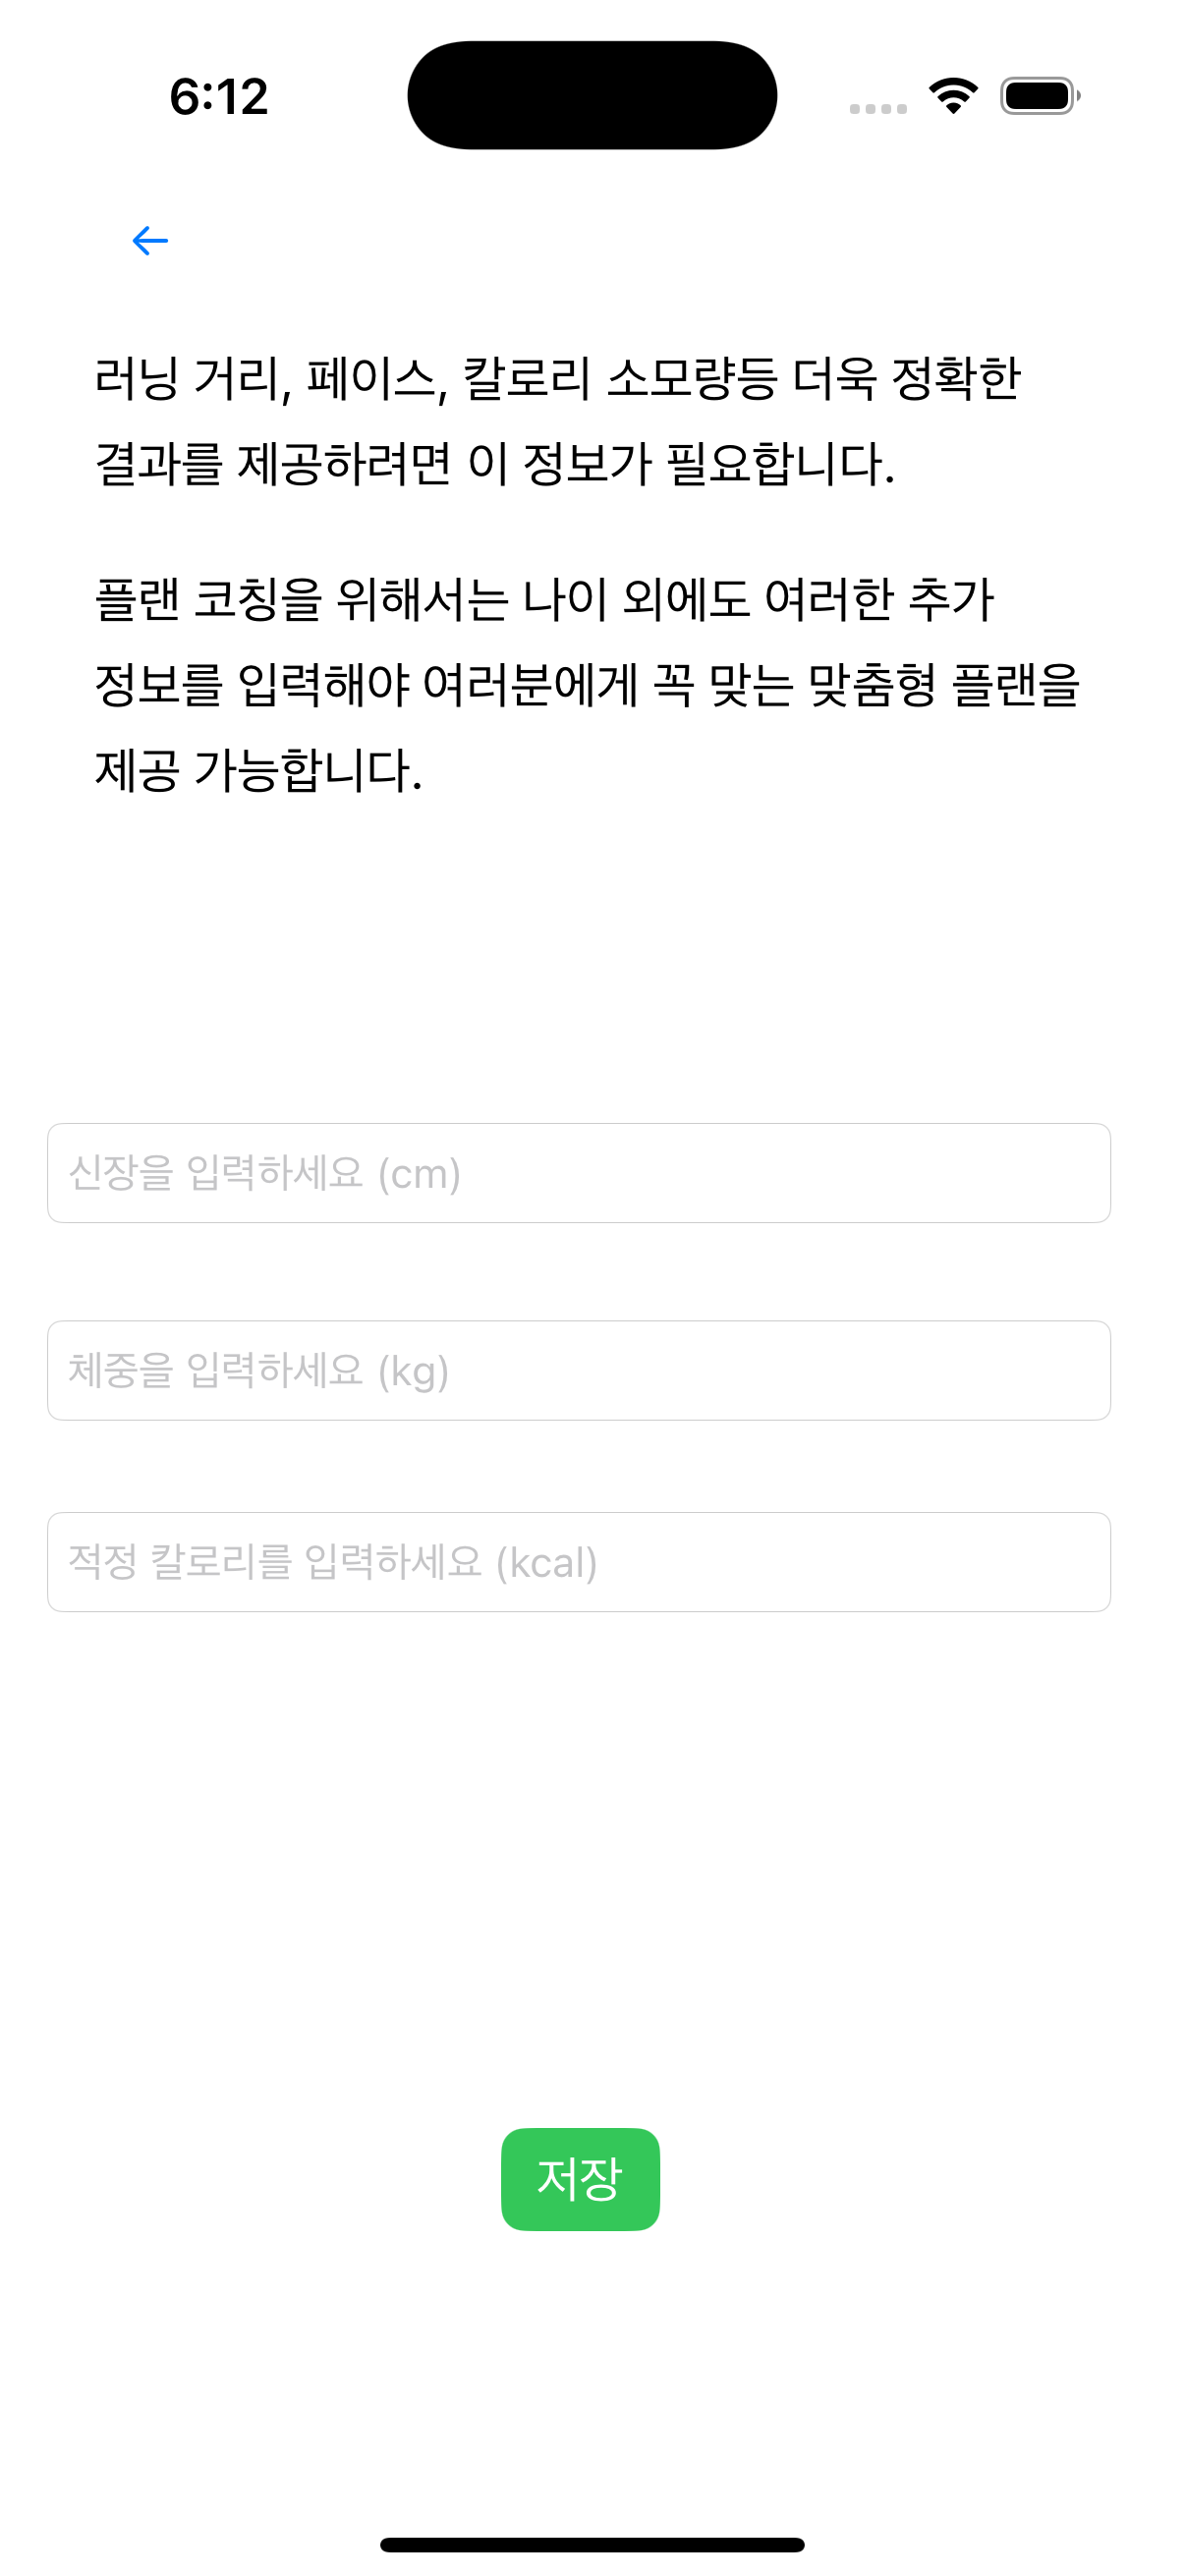 6:12
러닝 거리, 페이스, 칼로리 소모량등 더욱 정확한
결과를 제공하려면 이 정보가 필요합니다.
플랜 코칭을 위해서는 나이 외에도 여러한 추가
정보를 입력해야 여러분에게 꼭 맞는 맞춤형 플랜을
제공 가능합니다.
신장을 입력하세요 (cm)
체중을 입력하세요 (kg)
적정 칼로리를 입력하세요 (kcal)
저장